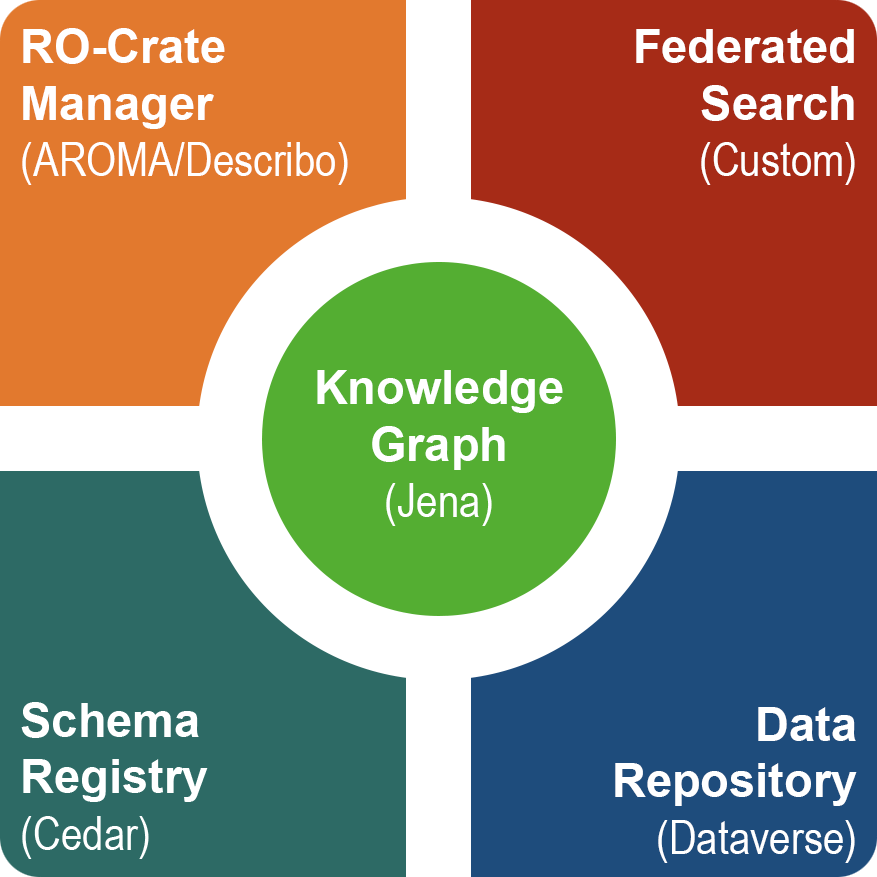 RO-Crate
Manager
(AROMA/Describo)
Federated
Search
(Custom)
Knowledge
Graph
(Jena)
Schema
Registry
(Cedar)
Data
Repository
(Dataverse)